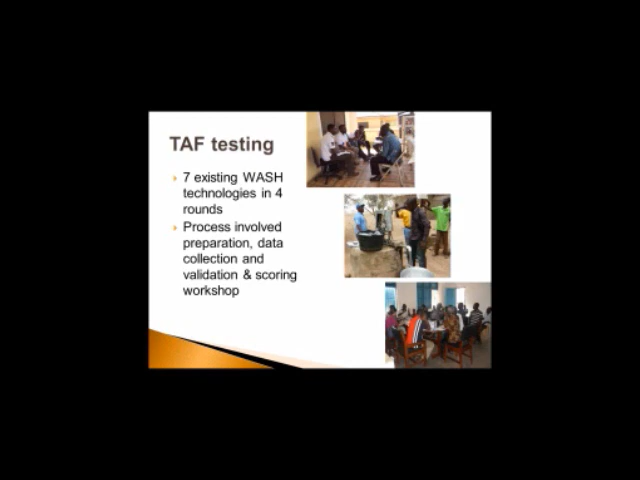 TAF testing
7 existing WASH
technologies in 4
rounds
Process involved
preparation, data
collection and
validation & scoring
workshop